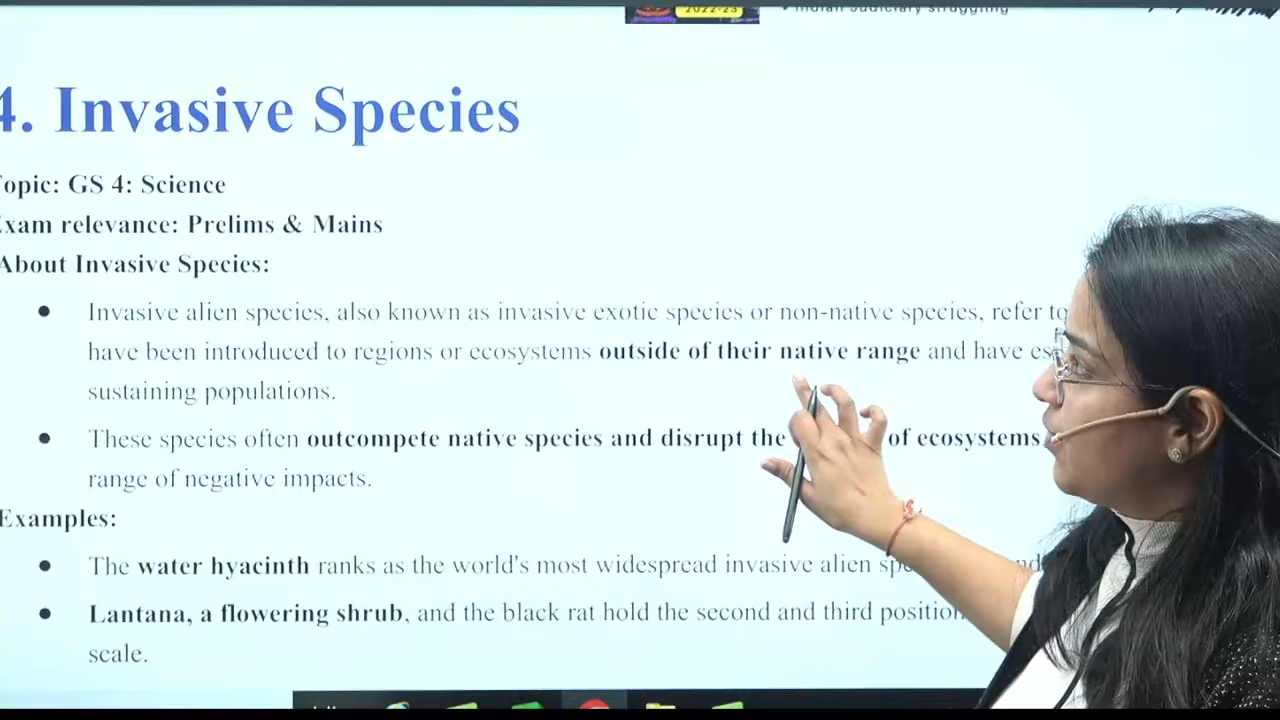 2022-23 • Indian Judiciary struggling
4. Invasive Species
Topic: GS 4: Science
Exam relevance: Prelims & Mains
About Invasive Species:
● Invasive alien species, also known as invasive exotic species or non-native species, refer to
have been introduced to regions or ecosystems outside of their native range and have es
sustaining populations.
● These species often outcompete native species and disrupt the of ecosystems
range of negative impacts.
Examples:
● The water hyacinth ranks as the world's most widespread invasive alien
● Lantana, a flowering shrub, and the black rat hold the second and third position
scale.